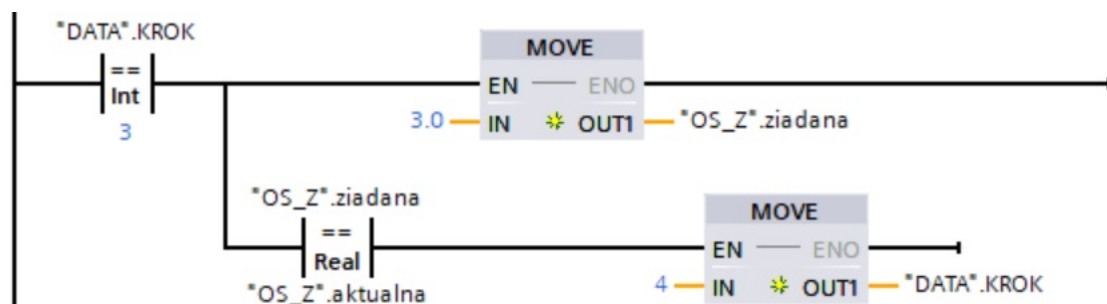 "DATA".KROK
==
Int
3
MOVE
EN ENO
3.0 IN OUT1 "OS_Z".ziadana
"OS_Z".ziadana
==
Real
"OS_Z".aktualna
MOVE
EN ENO
4 IN OUT1 "DATA".KROK